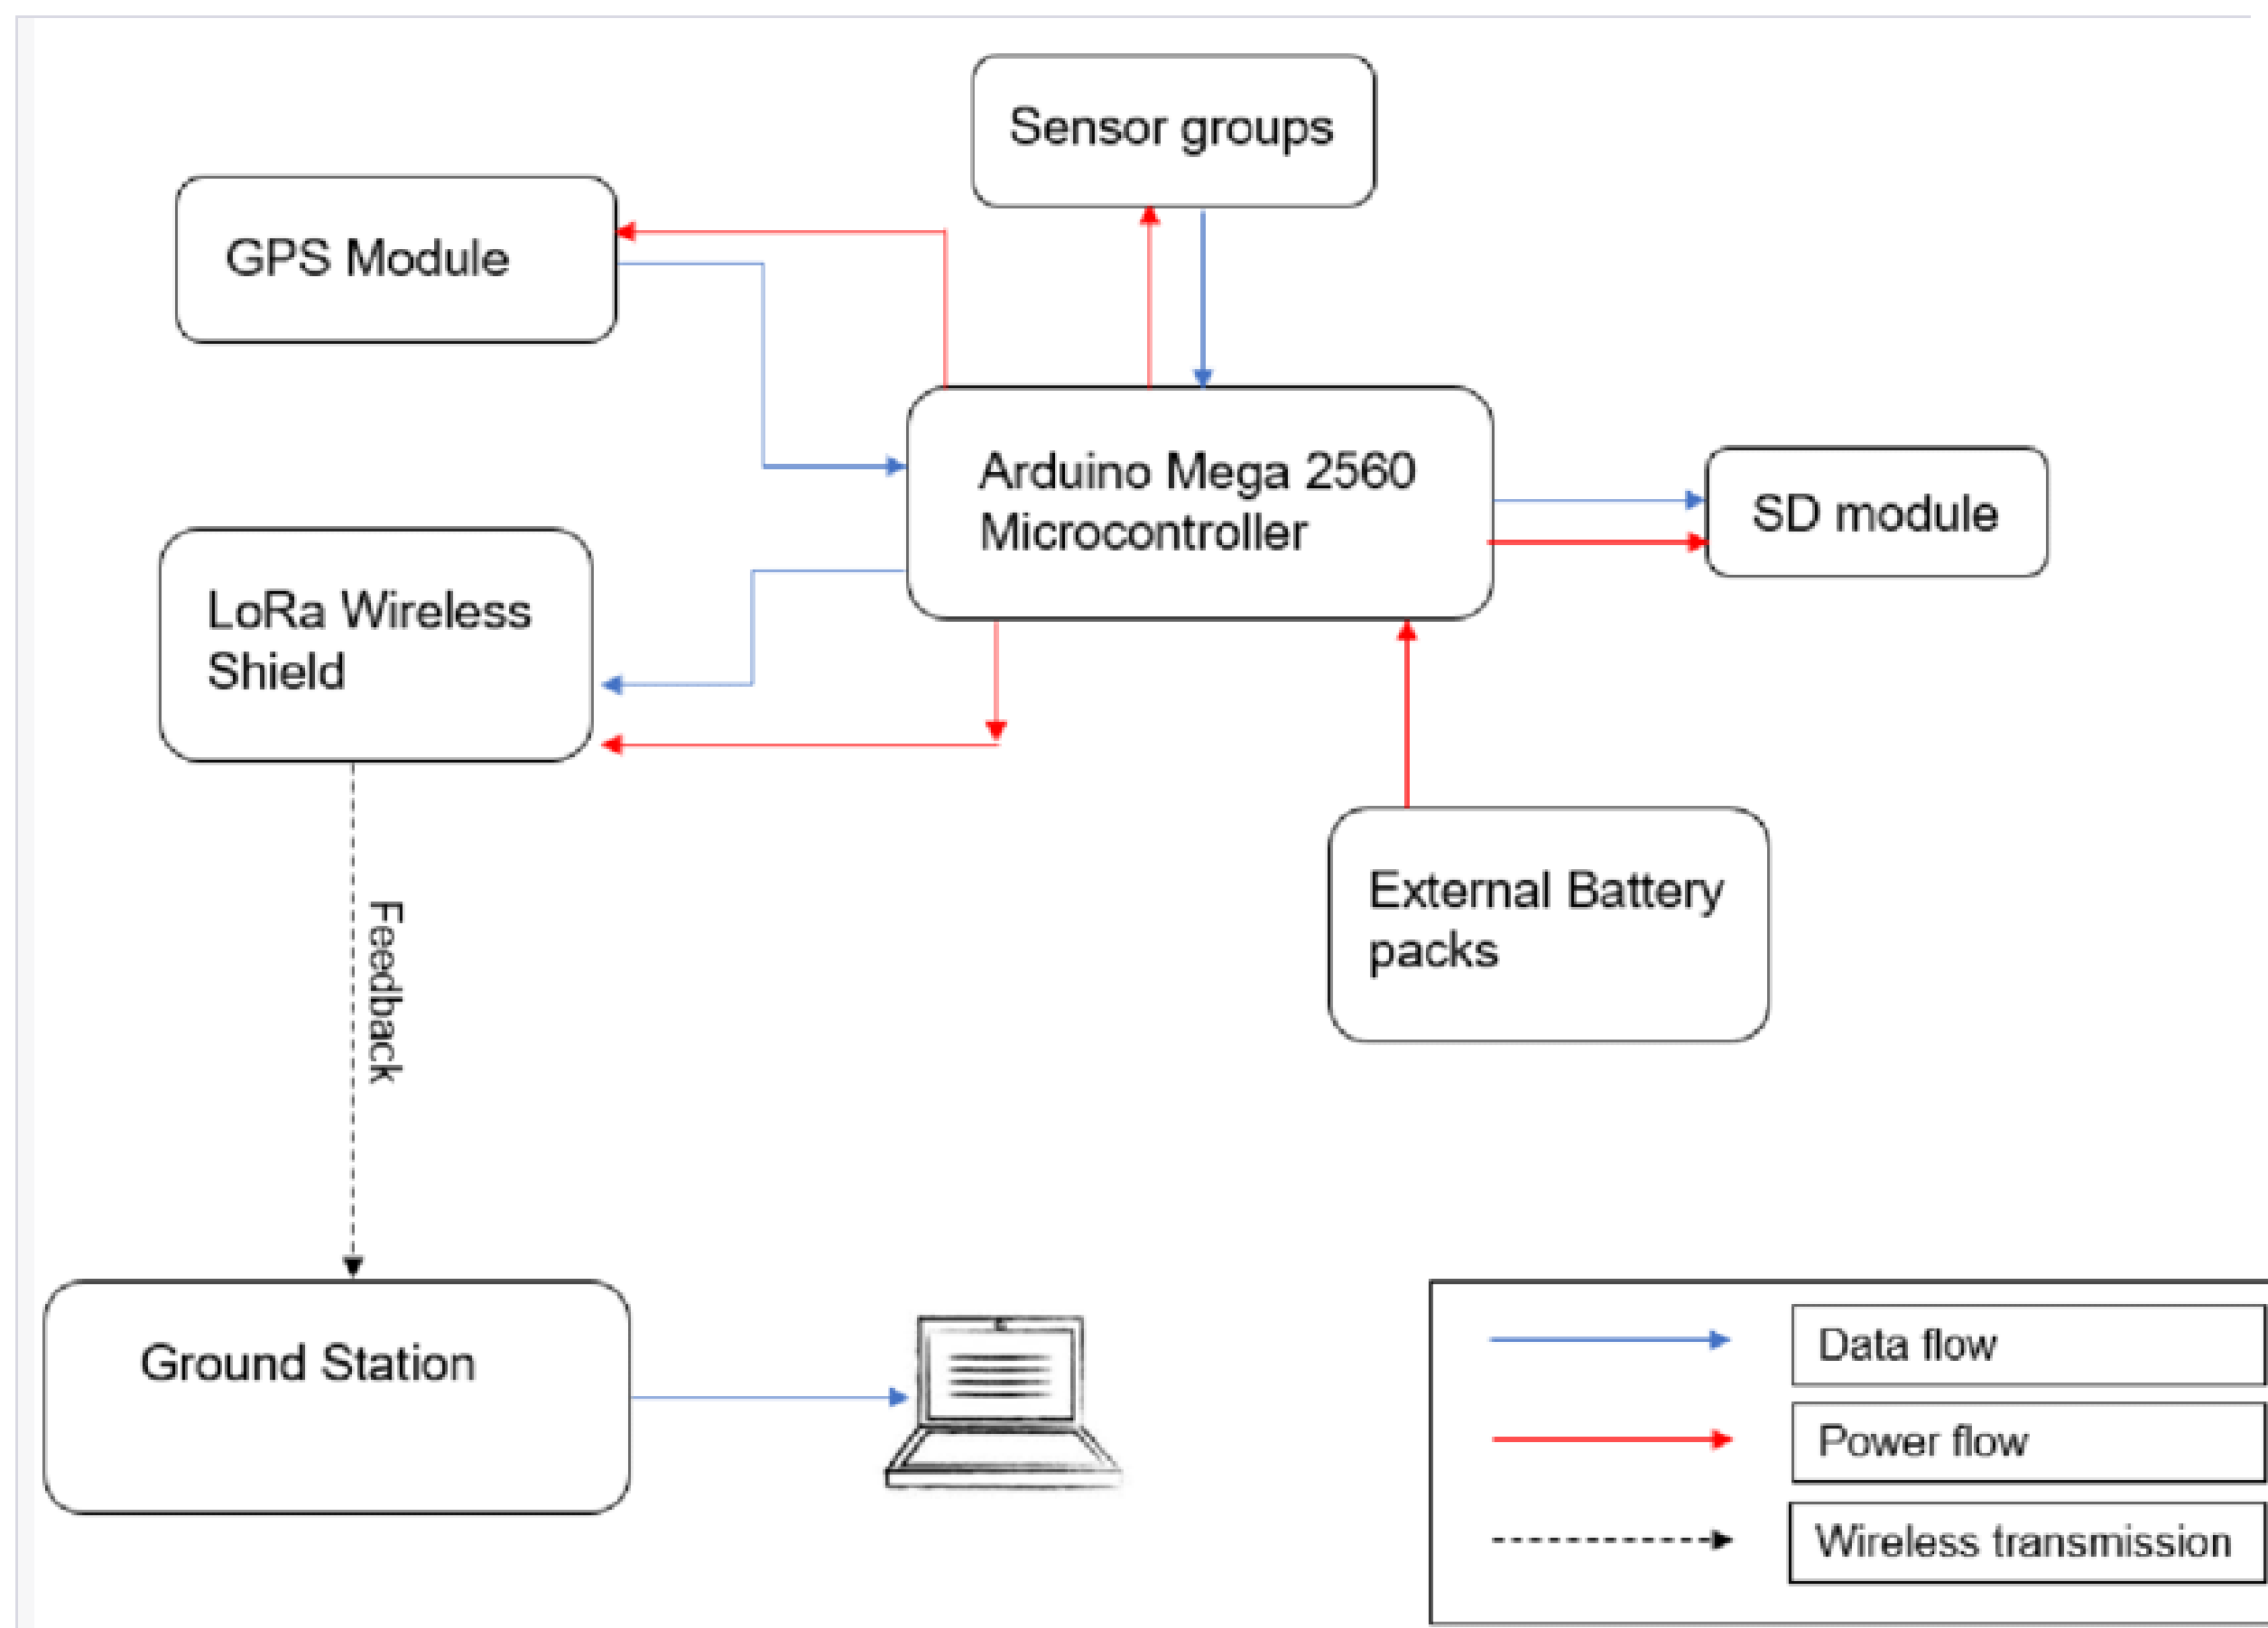 Sensor groups
GPS Module
Arduino Mega 2560
Microcontroller
SD module
LoRa Wireless
Shield
External Battery
packs
Feedback
Ground Station
Data flow
Power flow
Wireless transmission